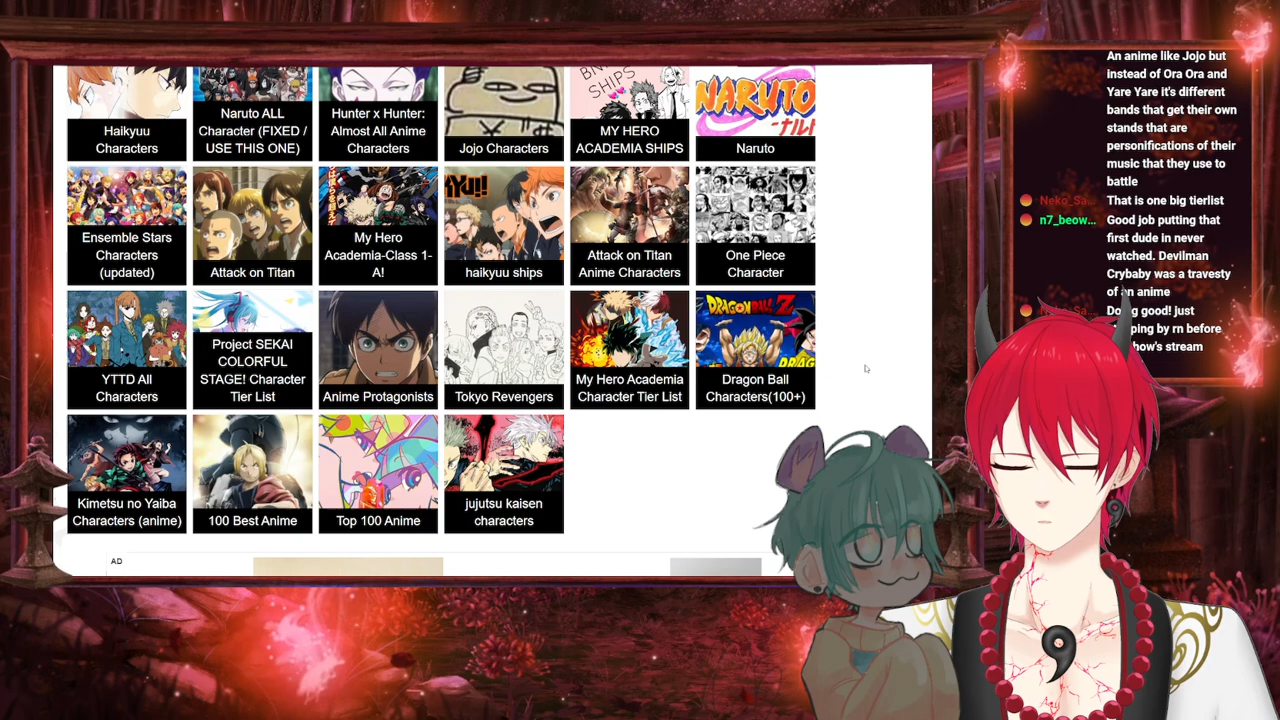 Haikyuu
Characters
Naruto ALL
Character (FIXED /
USE THIS ONE)
Hunter x Hunter:
Almost All Anime
Characters
Jojo Characters
SHIPS
MY HERO
ACADEMIA SHIPS
NARUTO
Naruto
Ensemble Stars
Characters
(updated)
Attack on Titan
My Hero
Academia-Class 1-
A!
KYU!!
haikyuu ships
Attack on Titan
Anime Characters
One Piece
Character
YTTD All
Characters
Project SEKAI
COLORFUL
STAGE! Character
Tier List
Anime Protagonists
Tokyo Revengers
My Hero Academia
Character Tier List
DRAGONBALL Z
Dragon Ball
Characters(100+)
Kimetsu no Yaiba
Characters (anime)
100 Best Anime
Top 100 Anime
jujutsu kaisen
characters
AD
An anime like Jojo but
instead of Ora Ora and
Yare Yare it's different
bands that get their own
stands that are
personifications of their
music that they use to
battle
Neko_Sa... That is one big tierlist
n7_beow... Good job putting that
first dude in never
watched. Devilman
Crybaby was a travesty
of an anime
Doing good! just
by rn before
stream